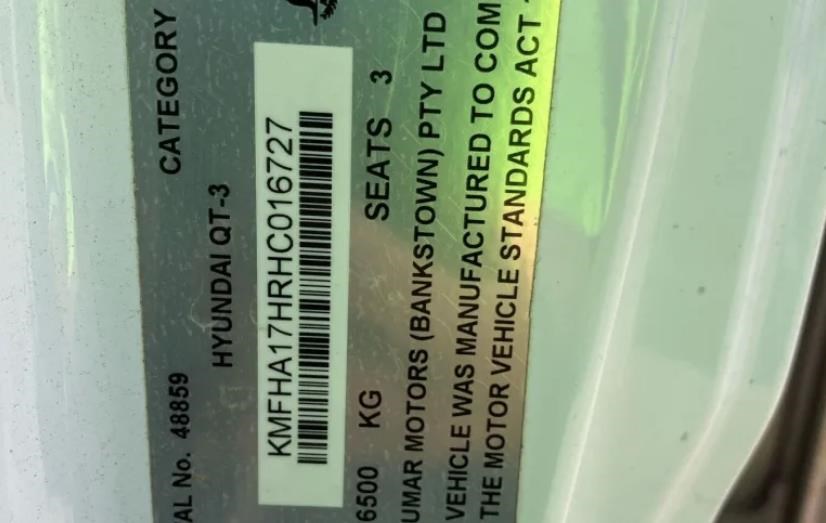 AL No. 48859 CATEGORY
HYUNDAI QT-3
KMFHA17HRHC016727
6500 KG SEATS 3
UMAR MOTORS (BANKSTOWN) PTY LTD
VEHICLE WAS MANUFACTURED TO COM
THE MOTOR VEHICLE STANDARDS ACT